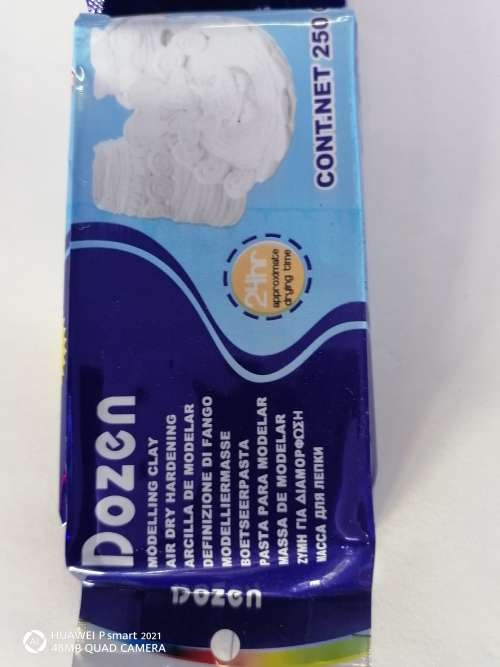 CONT.NET 250 g
24hr
approximate
drying time
Dozen
MODELLING CLAY
AIR DRY HARDENING
ARCILLA DE MODELAR
DEFINIZIONE DI FANGO
MODELLIERMASSE
BOETSEERPASTA
PASTA PARA MODELAR
MASSA DE MODELAR
ΖΥΜΗ ΓΙΑ ΔΙΑΜΟΡΦΩΣΗ
МАССА ДЛЯ ЛЕПКИ
Dozen
HUAWEI P smart 2021
48MP QUAD CAMERA